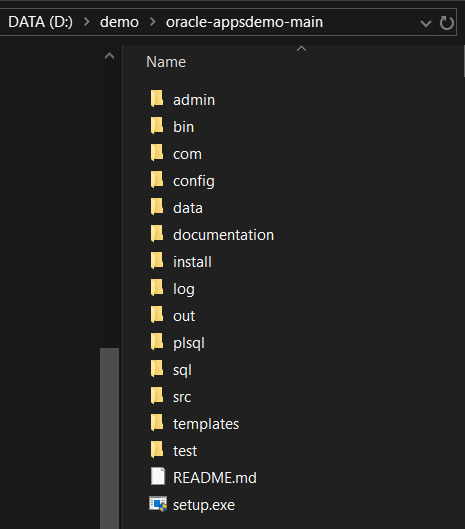 DATA (D:) > demo > oracle-appsdemo-main
Name
admin
bin
com
config
data
documentation
install
log
out
plsql
sql
src
templates
test
README.md
setup.exe